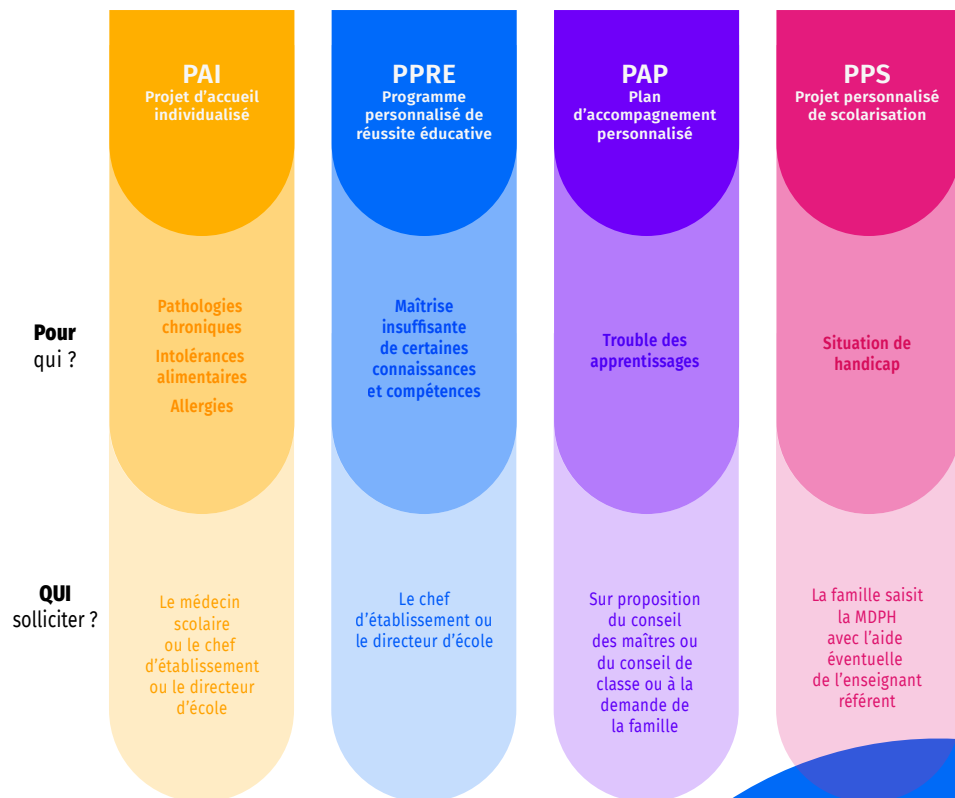 PAI
Projet d'accueil
individualisé
PPRE
Programme
personnalisé de
réussite éducative
PAP
Plan
d'accompagnement
personnalisé
PPS
Projet personnalisé
de scolarisation
Pour
qui ?
Pathologies
chroniques
Intolérances
alimentaires
Allergies
Maîtrise
insuffisante
de certaines
connaissances
et compétences
Trouble des
apprentissages
Situation de
handicap
QUI
solliciter ?
Le médecin
scolaire
ou le chef
d'établissement
ou le directeur
d'école
Le chef
d'établissement ou
le directeur d'école
Sur proposition
du conseil
des maîtres ou
du conseil de
classe ou à la
demande de
la famille
La famille saisit
la MDPH
avec l'aide
éventuelle
de l'enseignant
référent